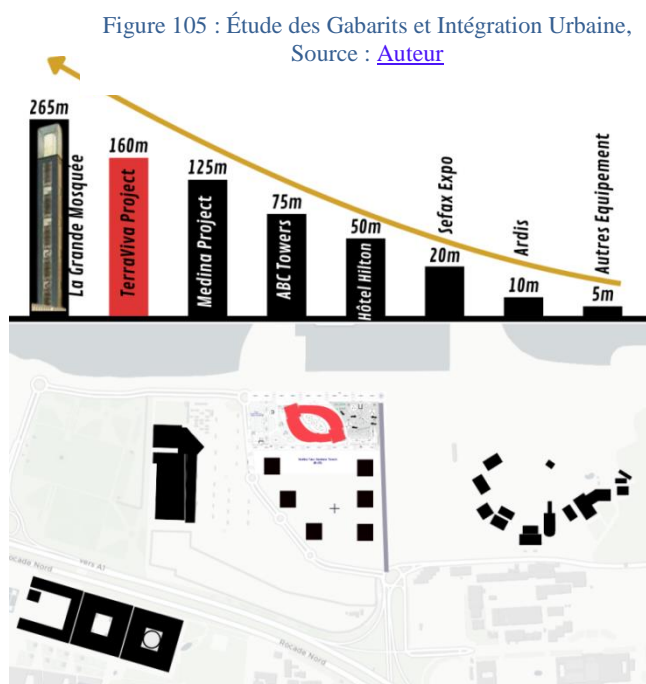 Figure 105 : Étude des Gabarits et Intégration Urbaine,
Source : Auteur
265m
La Grande Mosquée
160m
TerraViva Project
125m
Medina Project
75m
ABC Towers
50m
Hôtel Hilton
20m
Sefax Expo
10m
Ardis
5m
Autres Equipement
vers A1
Rocade Nord
Rocade Nord